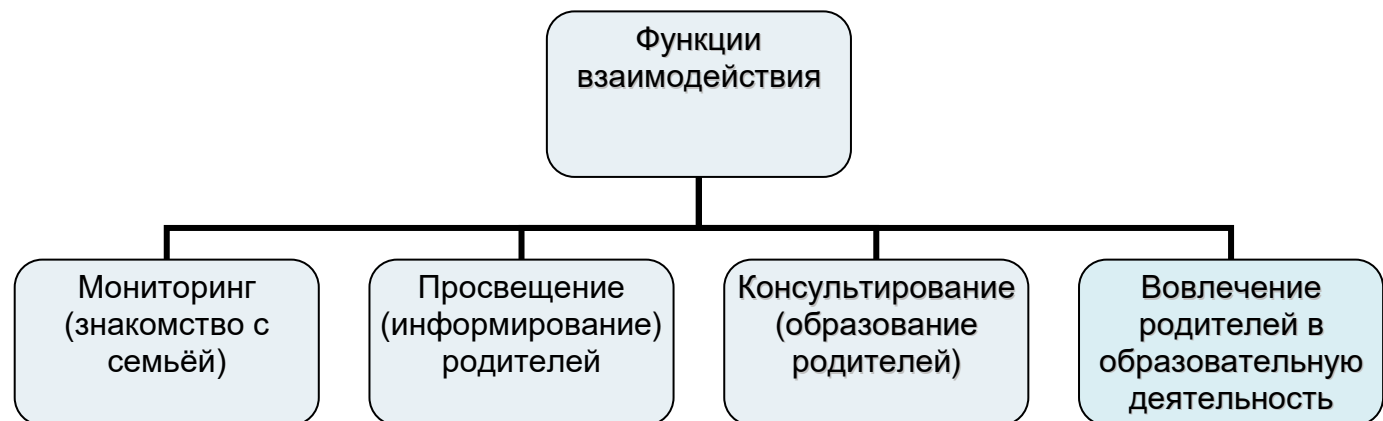 Функции
взаимодействия
Мониторинг
(знакомство с
семьёй)
Просвещение
(информирование)
родителей
Консультирование
(образование
родителей)
Вовлечение
родителей в
образовательную
деятельность